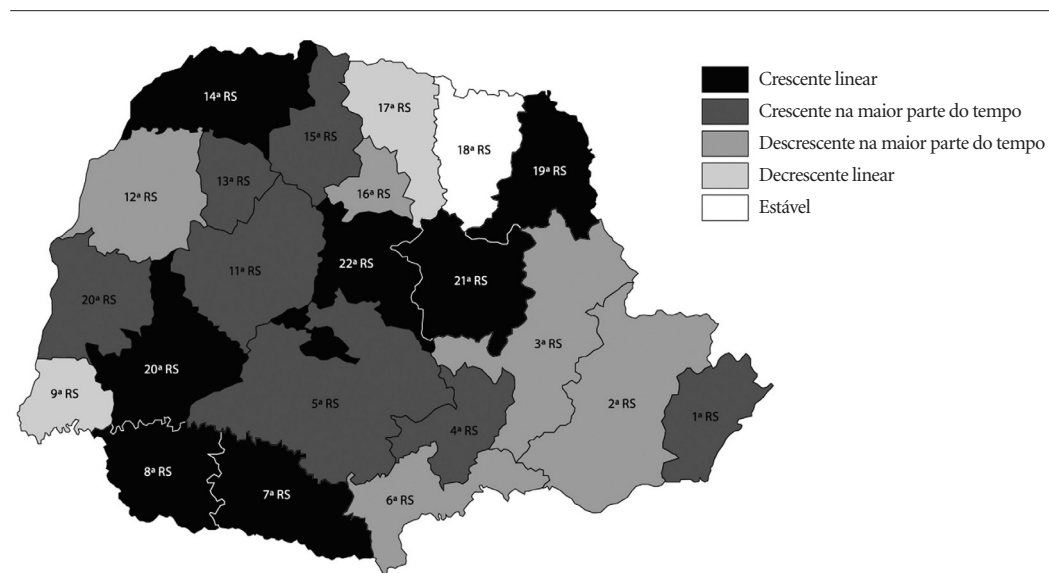 14ª RS
15ª RS
17ª RS
18ª RS
19ª RS
12ª RS
13ª RS
16ª RS
20ª RS
11ª RS
22ª RS
21ª RS
9ª RS
20ª RS
5ª RS
4ª RS
3ª RS
2ª RS
1ª RS
8ª RS
7ª RS
6ª RS
Crescente linear
Crescente na maior parte do tempo
Descrescente na maior parte do tempo
Decrescente linear
Estável